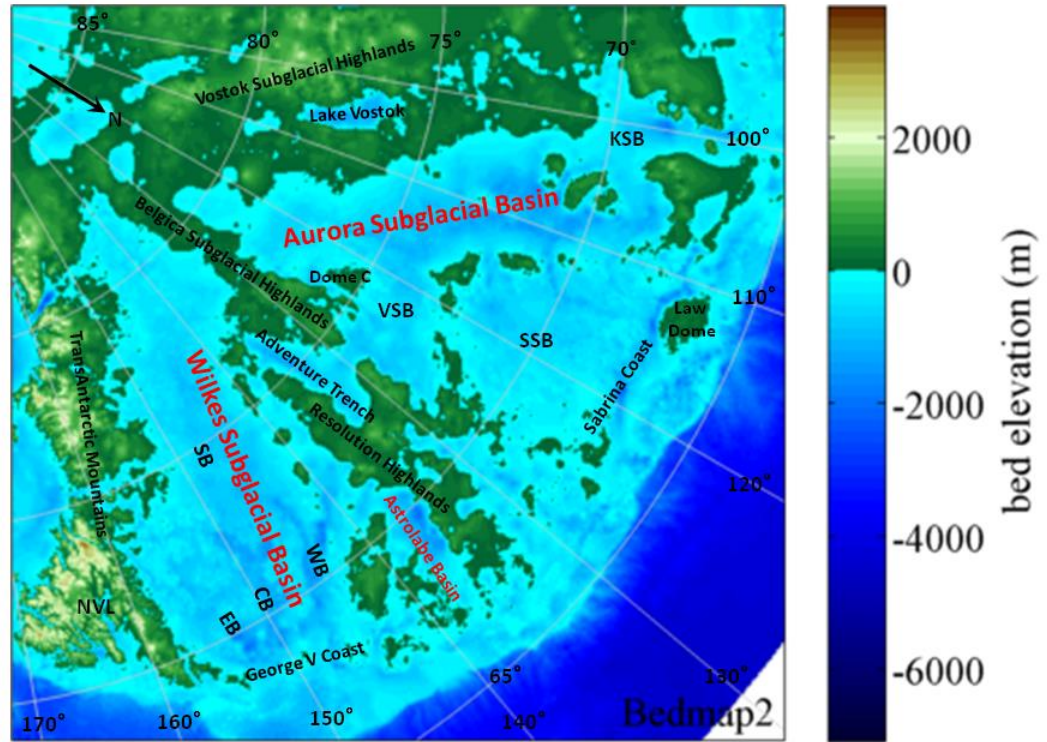 85°
80°
75°
70°
Vostok Subglacial Highlands
Lake Vostok
N
KSB
100°
Belgica Subglacial Highlands
Aurora Subglacial Basin
Dome C
VSB
110°
Law
Dome
SSB
Sabrina Coast
TransAntarctic Mountains
Wilkes Subglacial Basin
Adventure Trench
Resolution Highlands
SB
120°
Astrolabe Basin
WB
CB
EB
NVL
George V Coast
65°
130°
170°
160°
150°
140°
Bedmap2
2000
0
-2000
-4000
-6000
bed elevation (m)